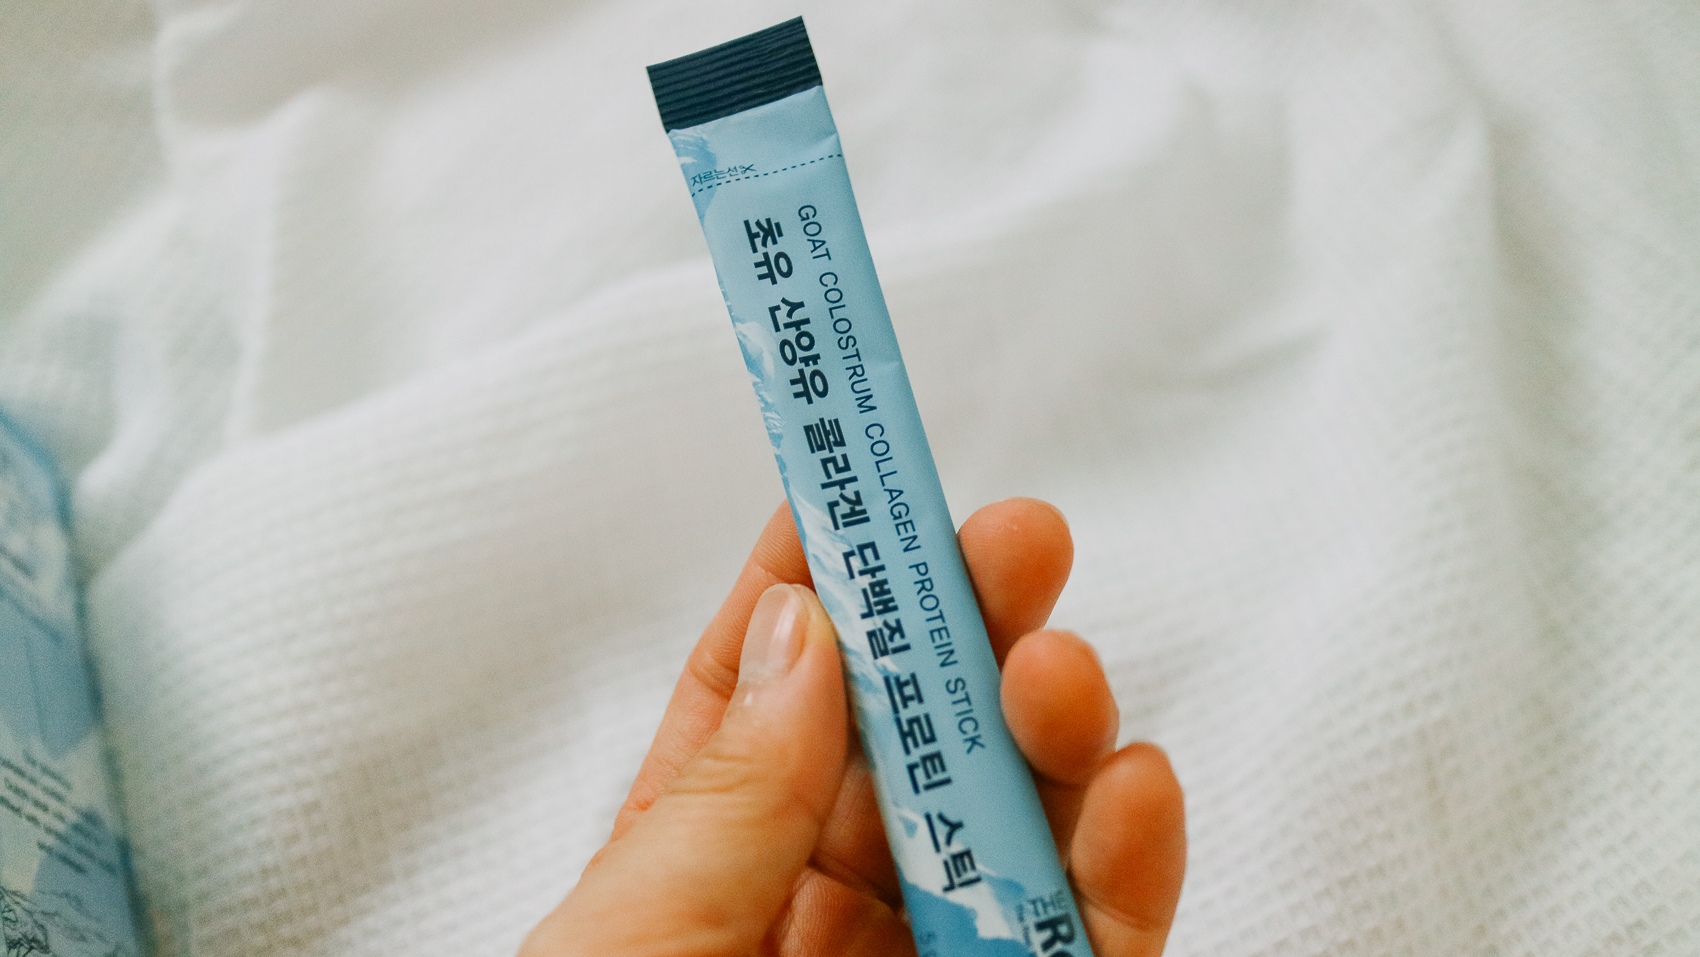 자르는선
GOAT COLOSTRUM COLLAGEN PROTEIN STICK
초유 산양유 콜라겐 단백질 프로틴 스틱
THE